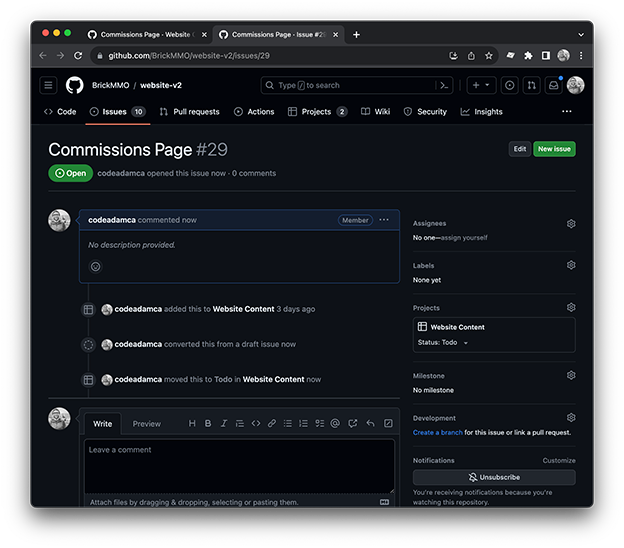 Commissions Page · Website C
Commissions Page · Issue #29
github.com/BrickMMO/website-v2/issues/29
BrickMMO / website-v2
Type / to search
Code
Issues 10
Pull requests
Actions
Projects 2
Wiki
Security
Insights
Commissions Page #29
Edit
New issue
Open
codeadamca opened this issue now · 0 comments
codeadamca commented now
Member
No description provided.
codeadamca added this to Website Content 3 days ago
codeadamca converted this from a draft issue now
codeadamca moved this to Todo in Website Content now
Write
Preview
Leave a comment
Attach files by dragging & dropping, selecting or pasting them.
Assignees
No one—assign yourself
Labels
None yet
Projects
Website Content
Status: Todo
Milestone
No milestone
Development
Create a branch for this issue or link a pull request.
Notifications
Customize
Unsubscribe
You're receiving notifications because you're
watching this repository.